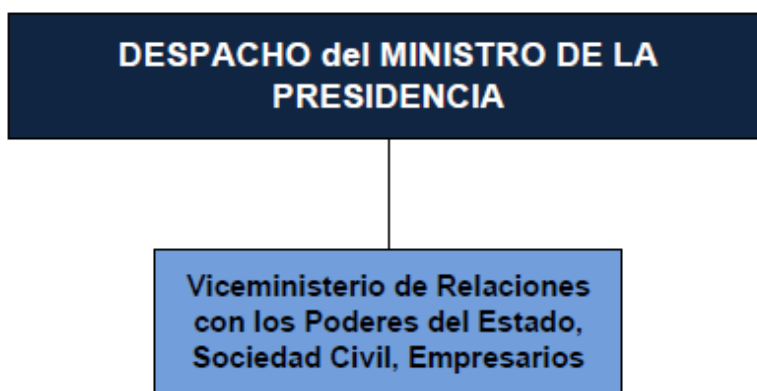 DESPACHO del MINISTRO DE LA
PRESIDENCIA
Viceministerio de Relaciones
con los Poderes del Estado,
Sociedad Civil, Empresarios